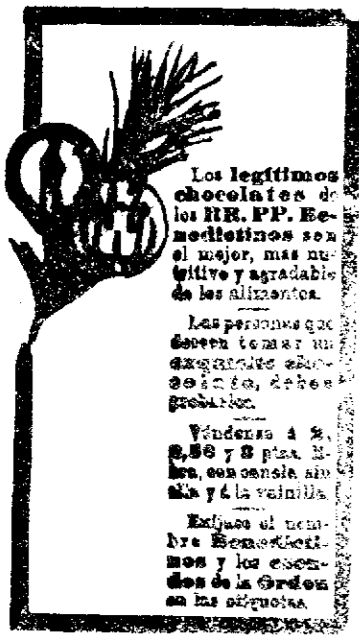 Los legítimos
chocolates de
los RR. PP. Be-
nedictinos son
el mejor, mas nu-
tritivo y agradable
de los alimentos.
Las personas que
deseen tomar un
exquisito cho-
colate, deben
probarlos.
Véndense á 2,
2,50 y 3 ptas. li-
bra, con canela, sin
ella y á la vainilla.
Exíjase el nom-
bre Benedicti-
nos y los escu-
dos de la Orden
en las etiquetas.